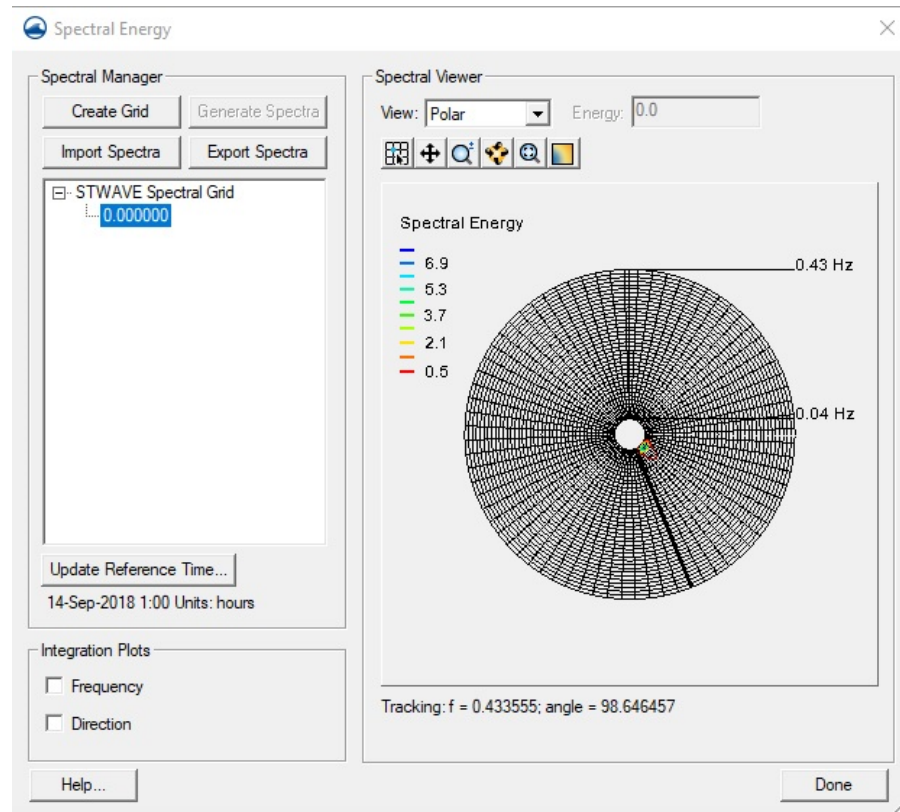 Spectral Energy
Spectral Manager
Create Grid
Generate Spectra
Import Spectra
Export Spectra
STWAVE Spectral Grid
0.000000
Update Reference Time...
14-Sep-2018 1:00 Units: hours
Integration Plots
Frequency
Direction
Help...
Spectral Viewer
View: Polar
Energy: 0.0
Spectral Energy
6.9
5.3
3.7
2.1
0.5
0.43 Hz
0.04 Hz
Tracking: f = 0.433555; angle = 98.646457
Done